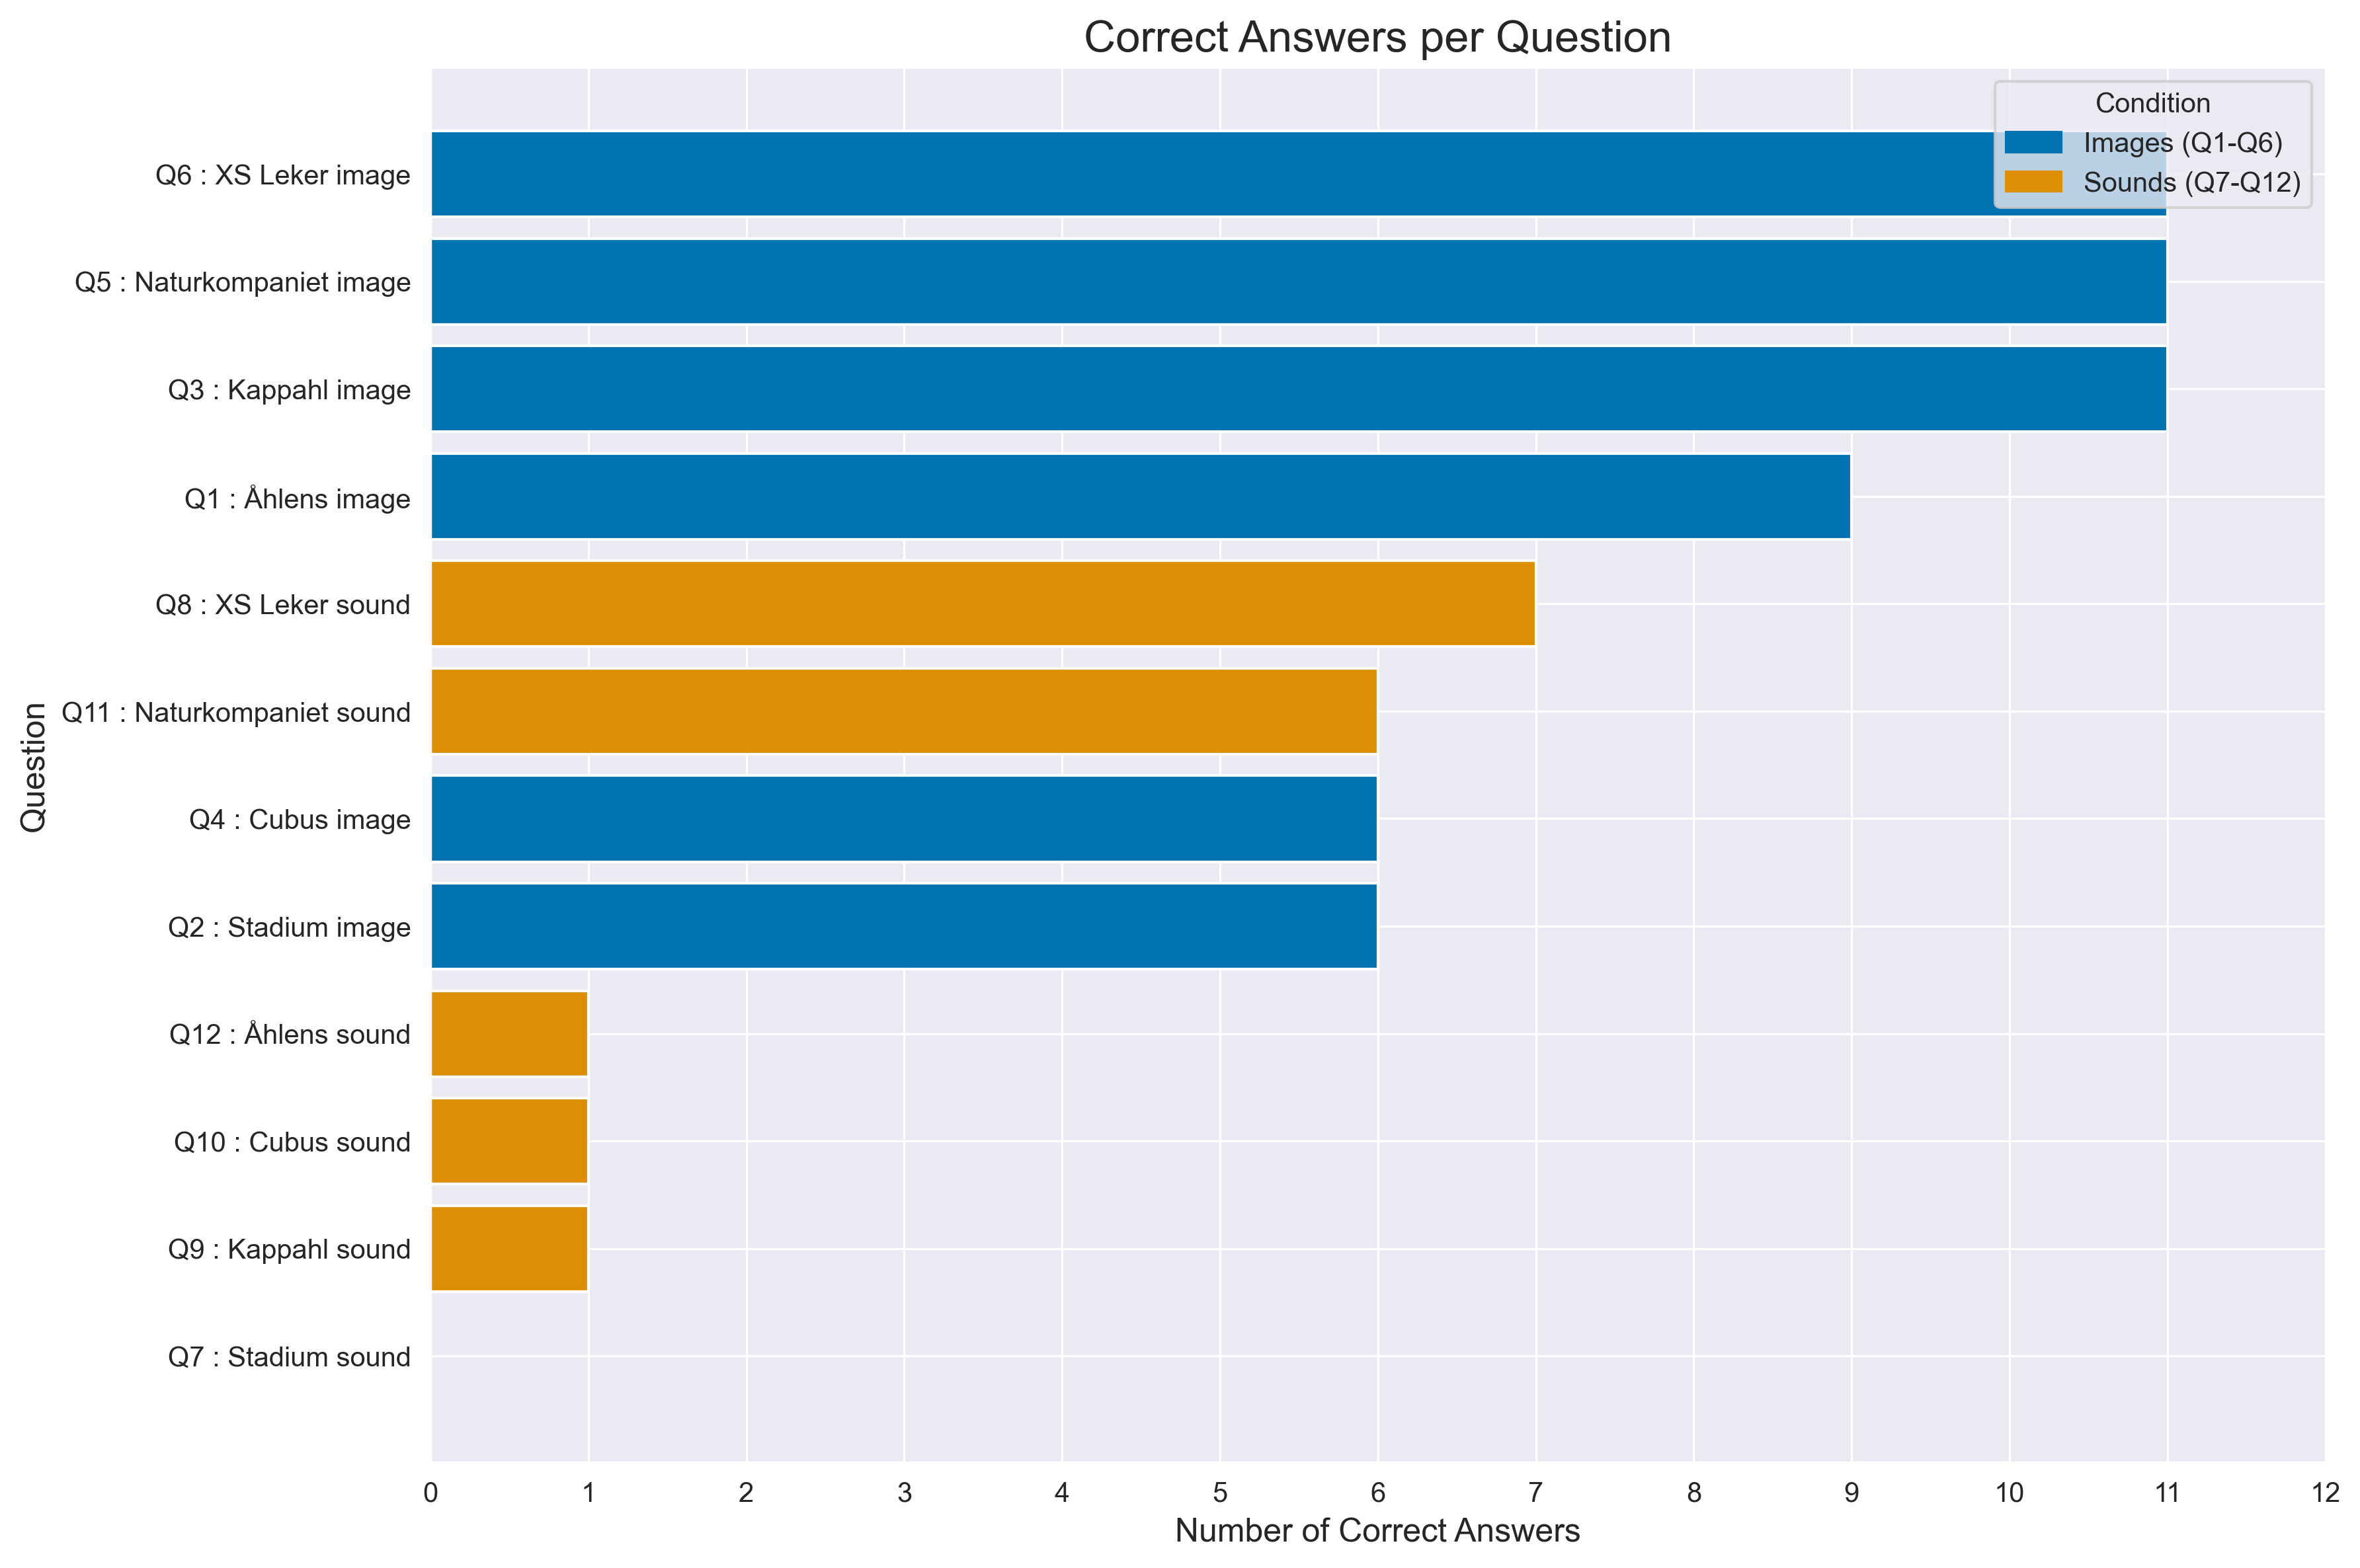 Correct Answers per Question
Condition
Images (Q1-Q6)
Sounds (Q7-Q12)
Question
Q6 : XS Leker image
Q5 : Naturkompaniet image
Q3 : Kappahl image
Q1 : Åhlens image
Q8 : XS Leker sound
Q11 : Naturkompaniet sound
Q4 : Cubus image
Q2 : Stadium image
Q12 : Åhlens sound
Q10 : Cubus sound
Q9 : Kappahl sound
Q7 : Stadium sound
0 1 2 3 4 5 6 7 8 9 10 11 12
Number of Correct Answers